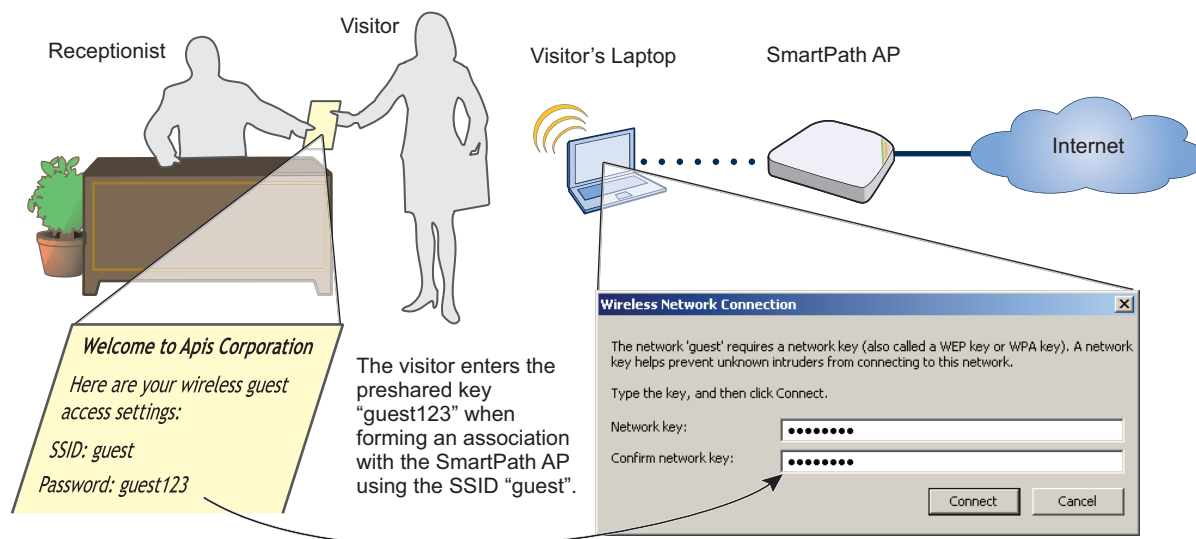 Receptionist
Visitor
Visitor's Laptop
SmartPath AP
Internet
Welcome to Apis Corporation
Here are your wireless guest
access settings:
SSID: guest
Password: guest123
The visitor enters the
preshared key
“guest123” when
forming an association
with the SmartPath AP
using the SSID “guest”.
Wireless Network Connection
The network 'guest' requires a network key (also called a WEP key or WPA key). A network
key helps prevent unknown intruders from connecting to this network.
Type the key, and then click Connect.
Network key: ●●●●●●●●
Confirm network key: ●●●●●●●●
Connect Cancel